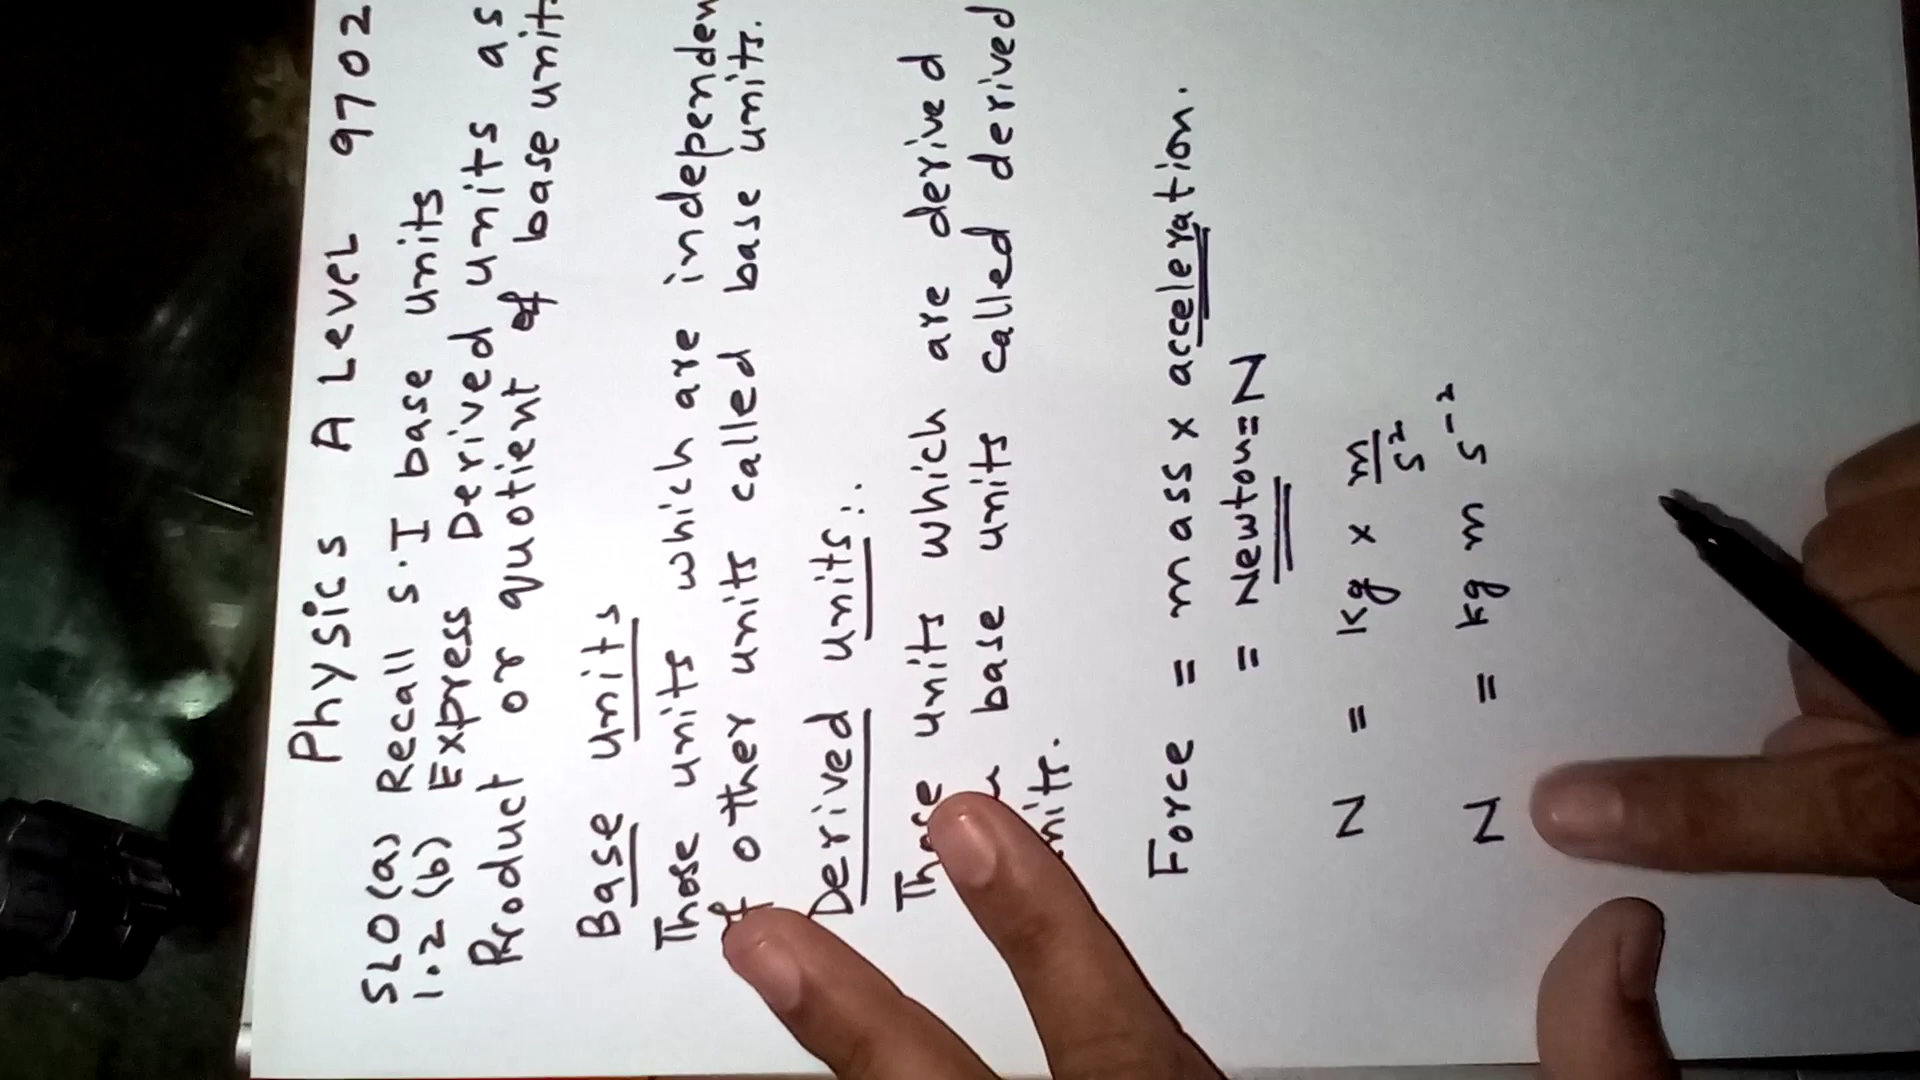 Physics A Level 9702
SLO (a) Recall S.I base units
1.2 (b) Express Derived units as
Product or quotient of base unit
Base units
Those units which are independen
of other units called base units.
Derived units:.
Those units which are derived
base units called derived
units.
Force = mass x acceleration.
= Newton = N
N = kg x m/s²
N = kg m s⁻²